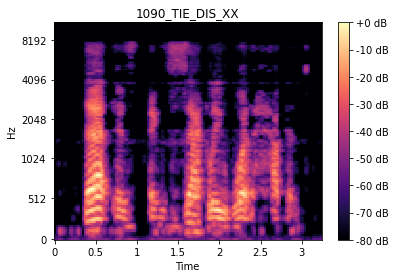 1090_TIE_DIS_XX
8192
4096
2048
1024
512
0
Hz
0
0.5
1
1.5
2
2.5
3
Time
+0 dB
-10 dB
-20 dB
-30 dB
-40 dB
-50 dB
-60 dB
-70 dB
-80 dB